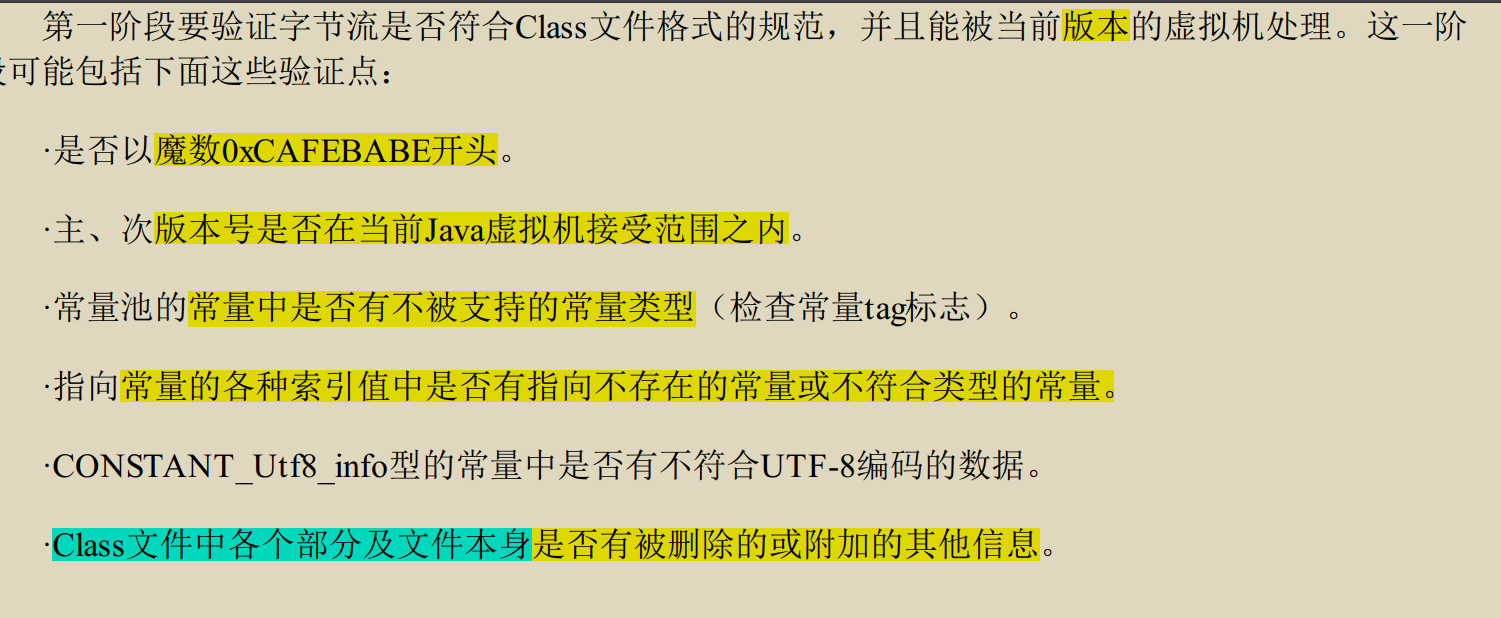 第一阶段要验证字节流是否符合Class文件格式的规范，并且能被当前版本的虚拟机处理。这一阶
可能包括下面这些验证点：
·是否以魔数0xCAFEBABE开头。
·主、次版本号是否在当前Java虚拟机接受范围之内。
·常量池的常量中是否有不被支持的常量类型（检查常量tag标志）。
·指向常量的各种索引值中是否有指向不存在的常量或不符合类型的常量。
·CONSTANT_Utf8_info型的常量中是否有不符合UTF-8编码的数据。
·Class文件中各个部分及文件本身是否有被删除的或附加的其他信息。